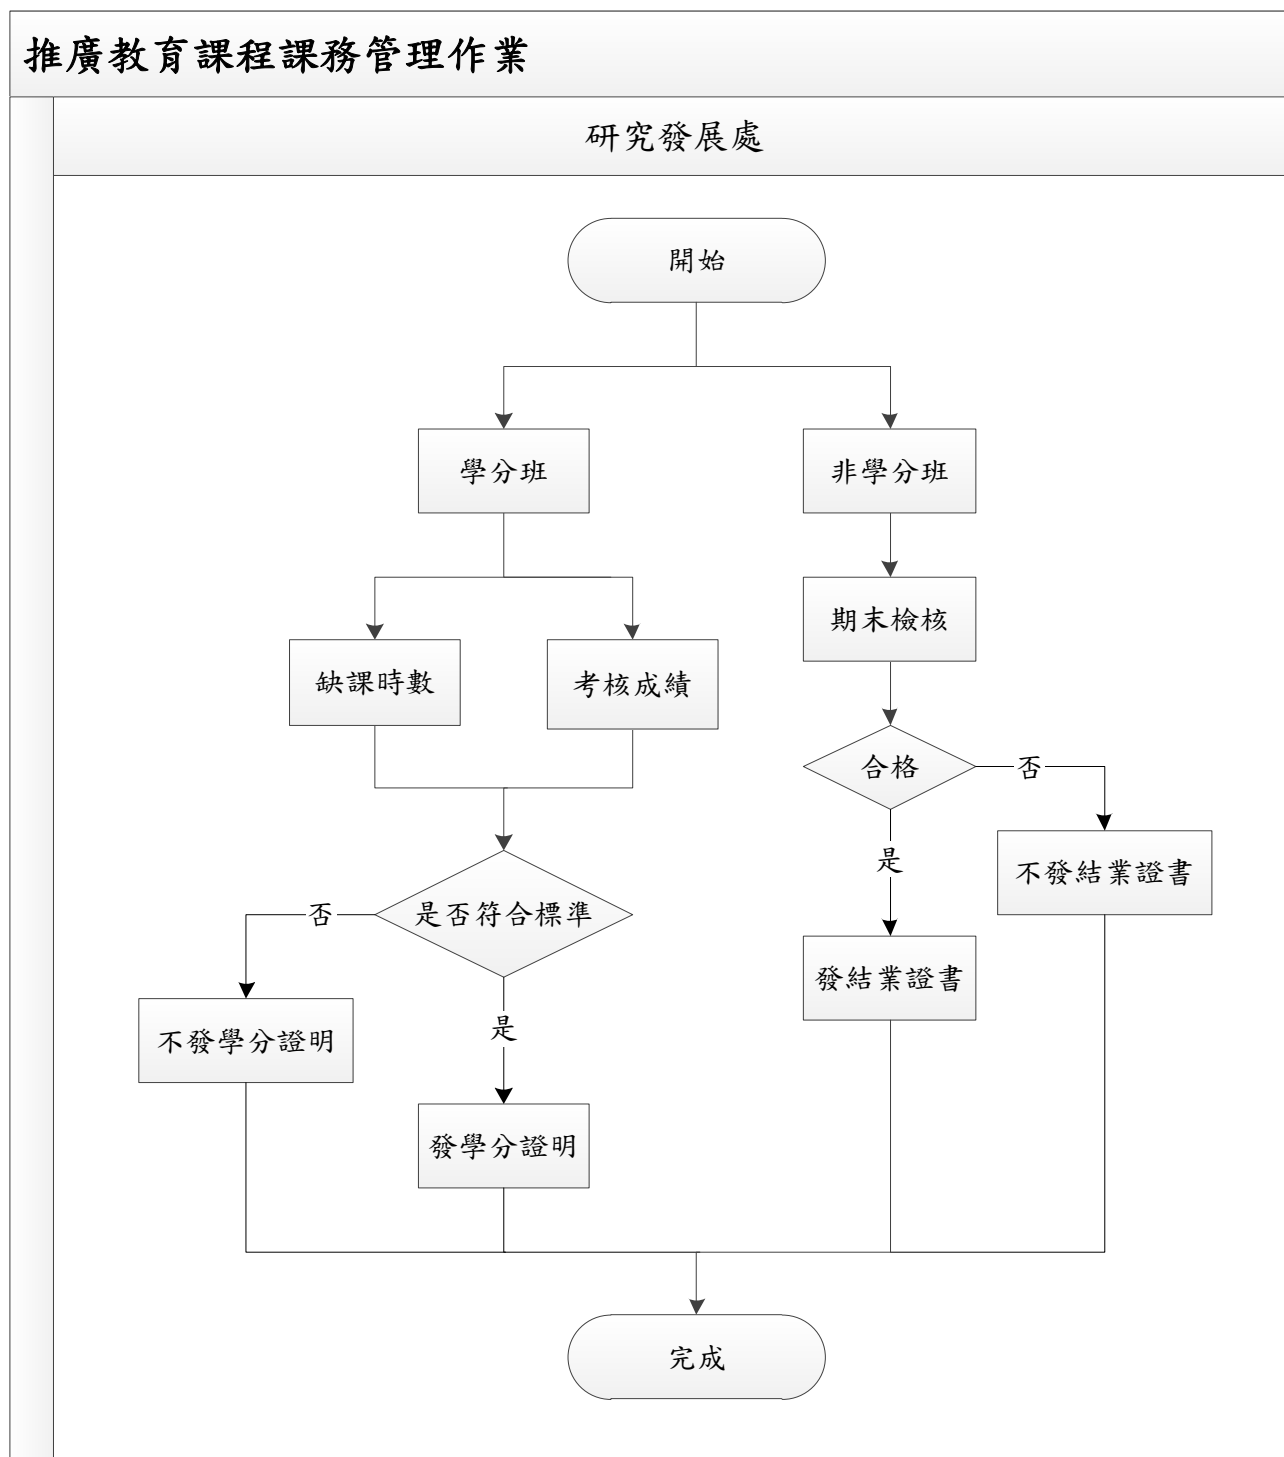 推廣教育課程課務管理作業
研究發展處
開始
學分班
非學分班
期末檢核
缺課時數
考核成績
合格
否
是
不發結業證書
是否符合標準
否
發結業證書
是
不發學分證明
發學分證明
完成